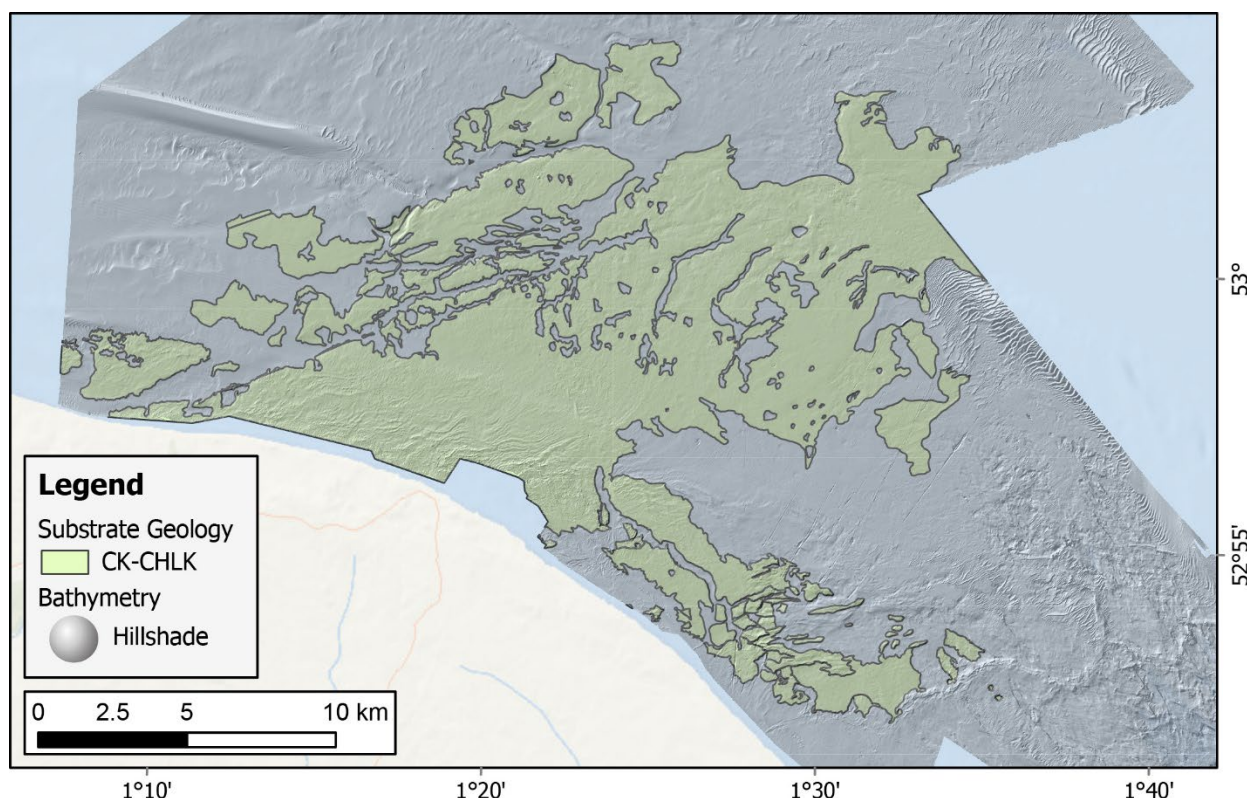 53°
52°55'
Legend
Substrate Geology
CK-CHLK
Bathymetry
Hillshade
0 2.5 5 10 km
1°10' 1°20' 1°30' 1°40'